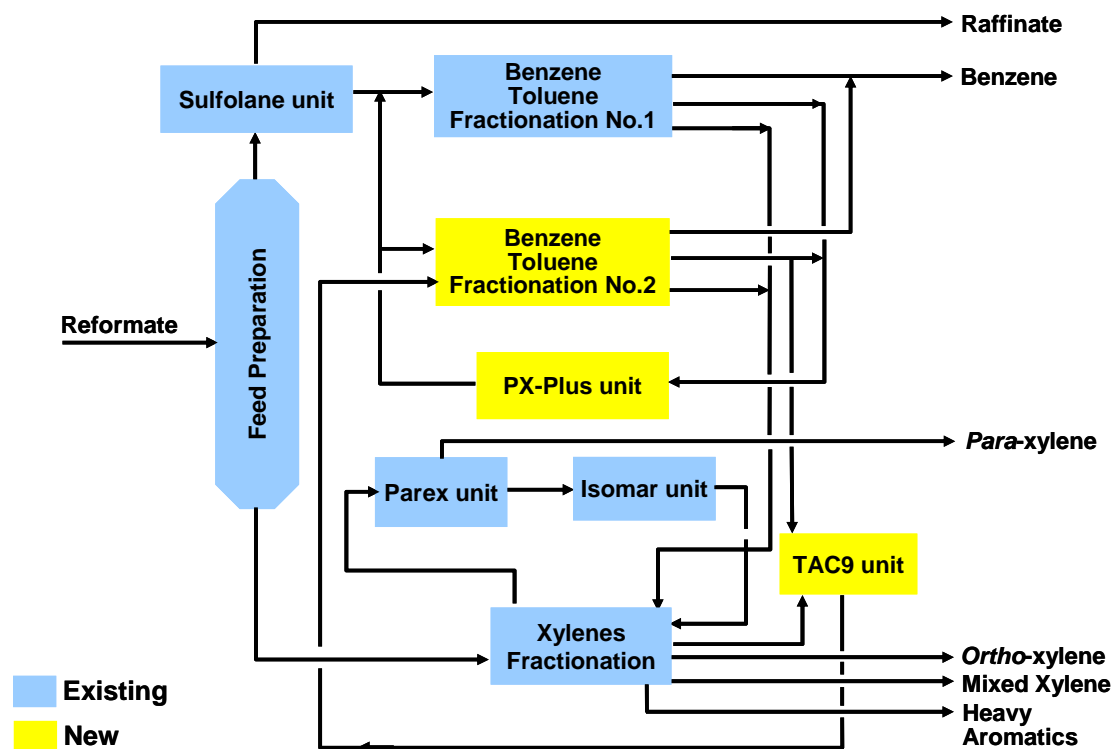 Raffinate
Sulfolane unit
Benzene
Toluene
Fractionation No.1
Benzene
Benzene
Toluene
Fractionation No.2
Feed Preparation
Reformate
PX-Plus unit
Para-xylene
Parex unit
Isomar unit
TAC9 unit
Xylenes
Fractionation
Ortho-xylene
Mixed Xylene
Heavy
Aromatics
Existing
New